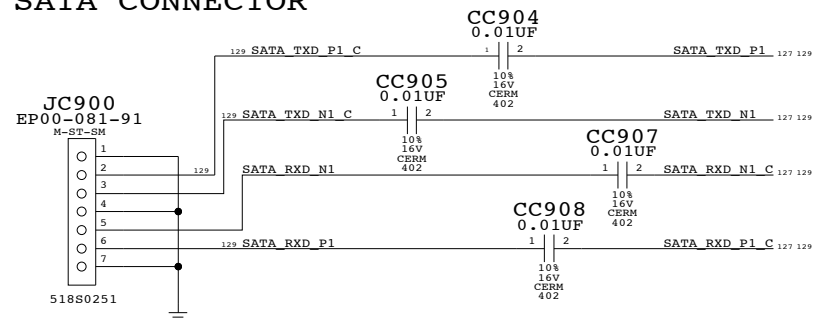 SATA CONNECTOR
CC904
0.01UF
129 SATA_TXD_P1_C
1 2
SATA_TXD_P1 127 129
10%
16V
CERM
402
CC905
0.01UF
129 SATA_TXD_N1_C
1 2
SATA_TXD_N1 127 129
10%
16V
CERM
402
JC900
EP00-081-91
M-ST-SM
1
2
129
3
4
5
6
7
518S0251
CC907
0.01UF
SATA_RXD_N1
1 2
SATA_RXD_N1_C 127 129
10%
16V
CERM
402
CC908
0.01UF
129 SATA_RXD_P1
1 2
SATA_RXD_P1_C 127 129
10%
16V
CERM
402